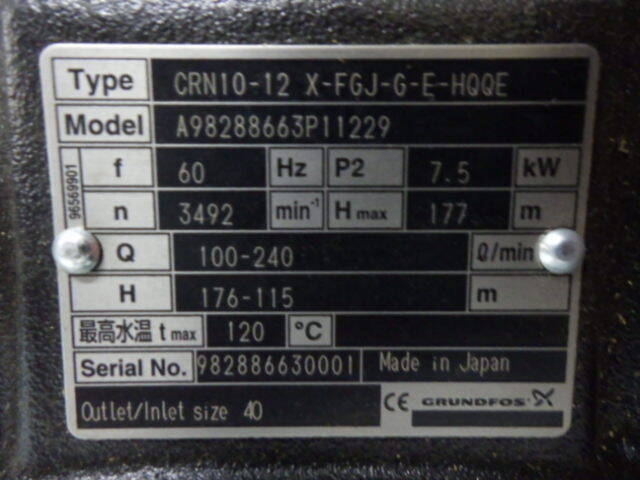 Type CRN10-12 X-FGJ-G-E-HQQE
Model A98288663P11229
f 60 Hz P2 7.5 kW
n 3492 min⁻¹ H max 177 m
96569901
Q 100-240 ℓ/min
H 176-115 m
最高水温 t max 120 °C
Serial No. 982886630001 Made in Japan
Outlet/Inlet size 40 CE GRUNDFOS